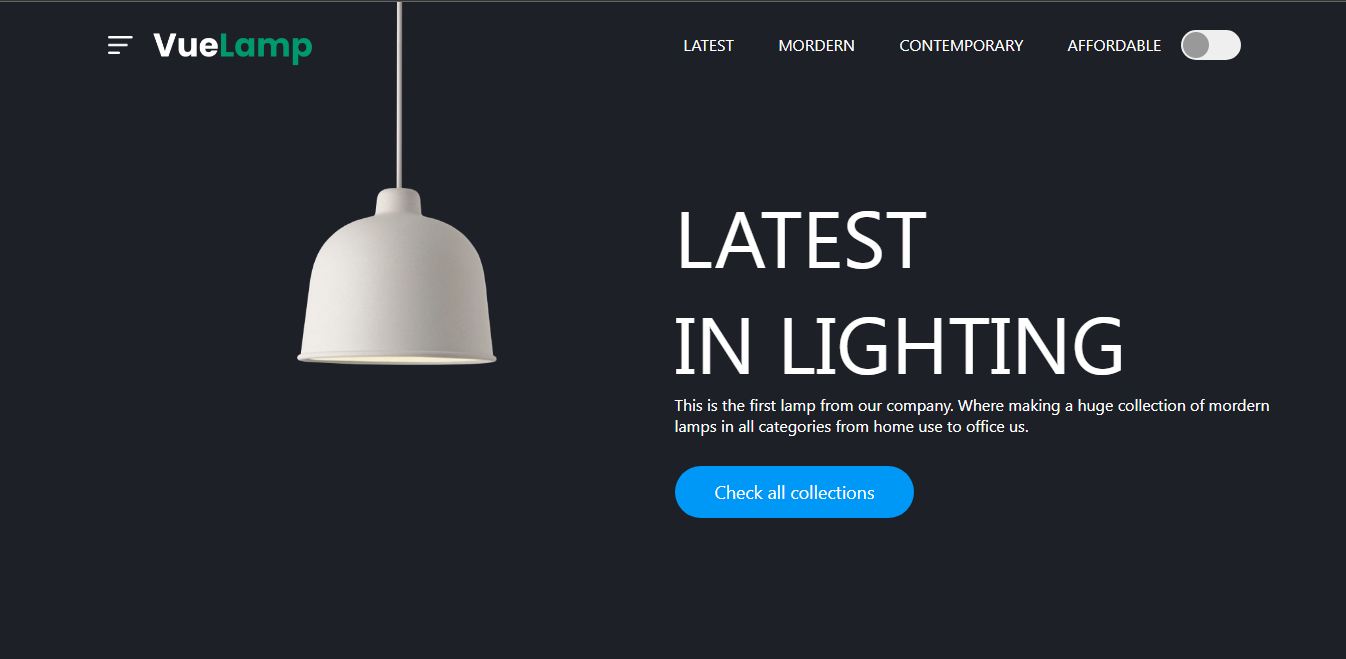 VueLamp
LATEST MORDERN CONTEMPORARY AFFORDABLE
LATEST
IN LIGHTING
This is the first lamp from our company. Where making a huge collection of mordern
lamps in all categories from home use to office us.
Check all collections